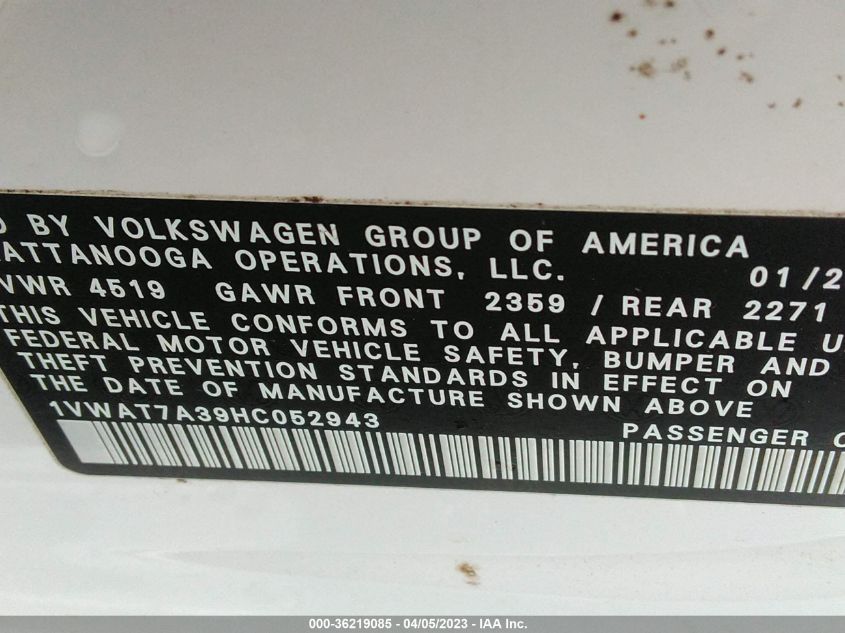 D BY VOLKSWAGEN GROUP OF AMERICA
ATTANOOGA OPERATIONS, LLC. 01/2
VWR 4519 GAWR FRONT 2359 / REAR 2271
THIS VEHICLE CONFORMS TO ALL APPLICABLE U
FEDERAL MOTOR VEHICLE SAFETY, BUMPER AND
THEFT PREVENTION STANDARDS IN EFFECT ON
THE DATE OF MANUFACTURE SHOWN ABOVE
1VWAT7A39HC052943
PASSENGER C
000-36219085 - 04/05/2023 - IAA Inc.